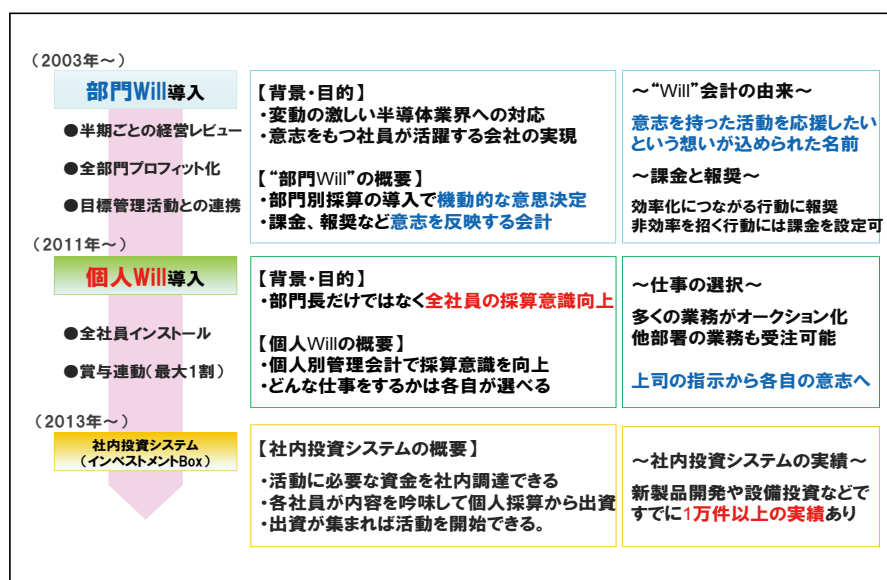 （2003年～）
部門Will導入
●半期ごとの経営レビュー
●全部門プロフィット化
●目標管理活動との連携
【背景・目的】
・変動の激しい半導体業界への対応
・意志をもつ社員が活躍する会社の実現
【“部門Will”の概要】
・部門別採算の導入で機動的な意思決定
・課金、報奨など意志を反映する会計
～“Will”会計の由来～
意志を持った活動を応援したい
という想いが込められた名前
～課金と報奨～
効率化につながる行動に報奨
非効率を招く行動には課金を設定可
（2011年～）
個人Will導入
●全社員インストール
●賞与連動（最大1割）
【背景・目的】
・部門長だけではなく全社員の採算意識向上
【個人Willの概要】
・個人別管理会計で採算意識を向上
・どんな仕事をするかは各自が選べる
～仕事の選択～
多くの業務がオークション化
他部署の業務も受注可能
上司の指示から各自の意志へ
（2013年～）
社内投資システム
（インベストメントBox）
【社内投資システムの概要】
・活動に必要な資金を社内調達できる
・各社員が内容を吟味して個人採算から出資
・出資が集まれば活動を開始できる。
～社内投資システムの実績～
新製品開発や設備投資などで
すでに1万件以上の実績あり